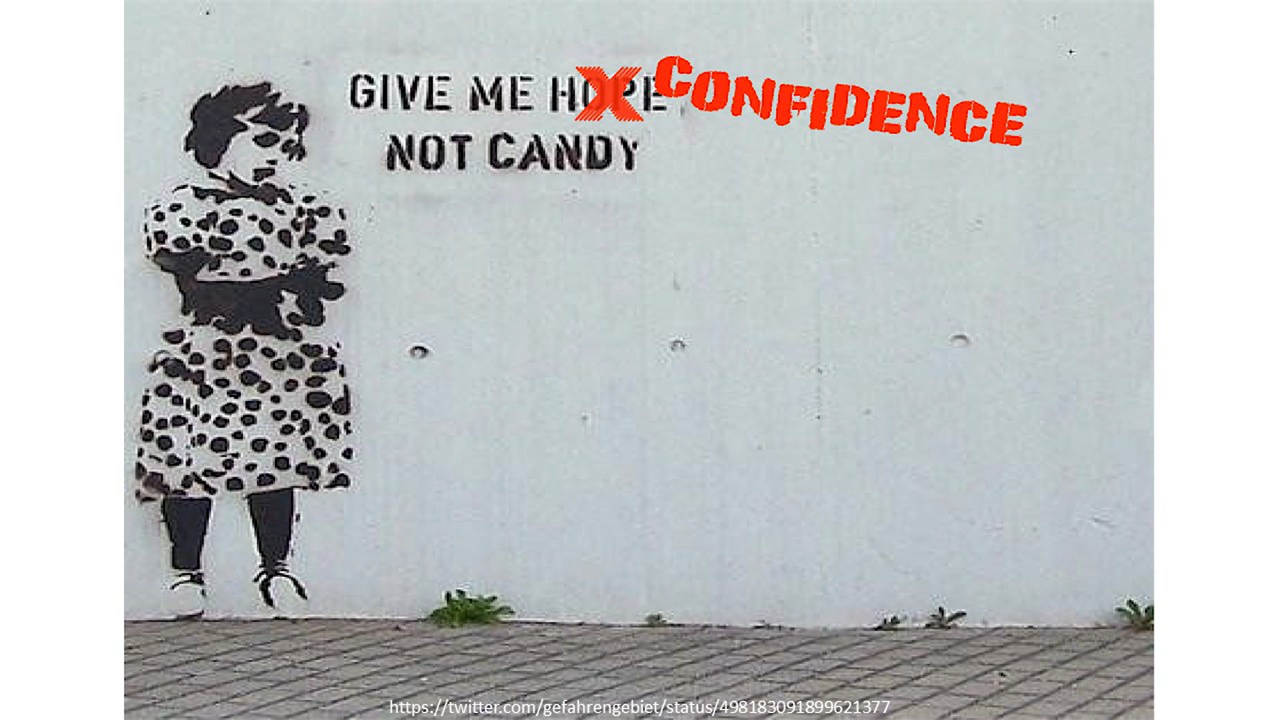 GIVE ME HOPE X CONFIDENCE
NOT CANDY
https://twitter.com/gefahrengebiet/status/498183091899621377